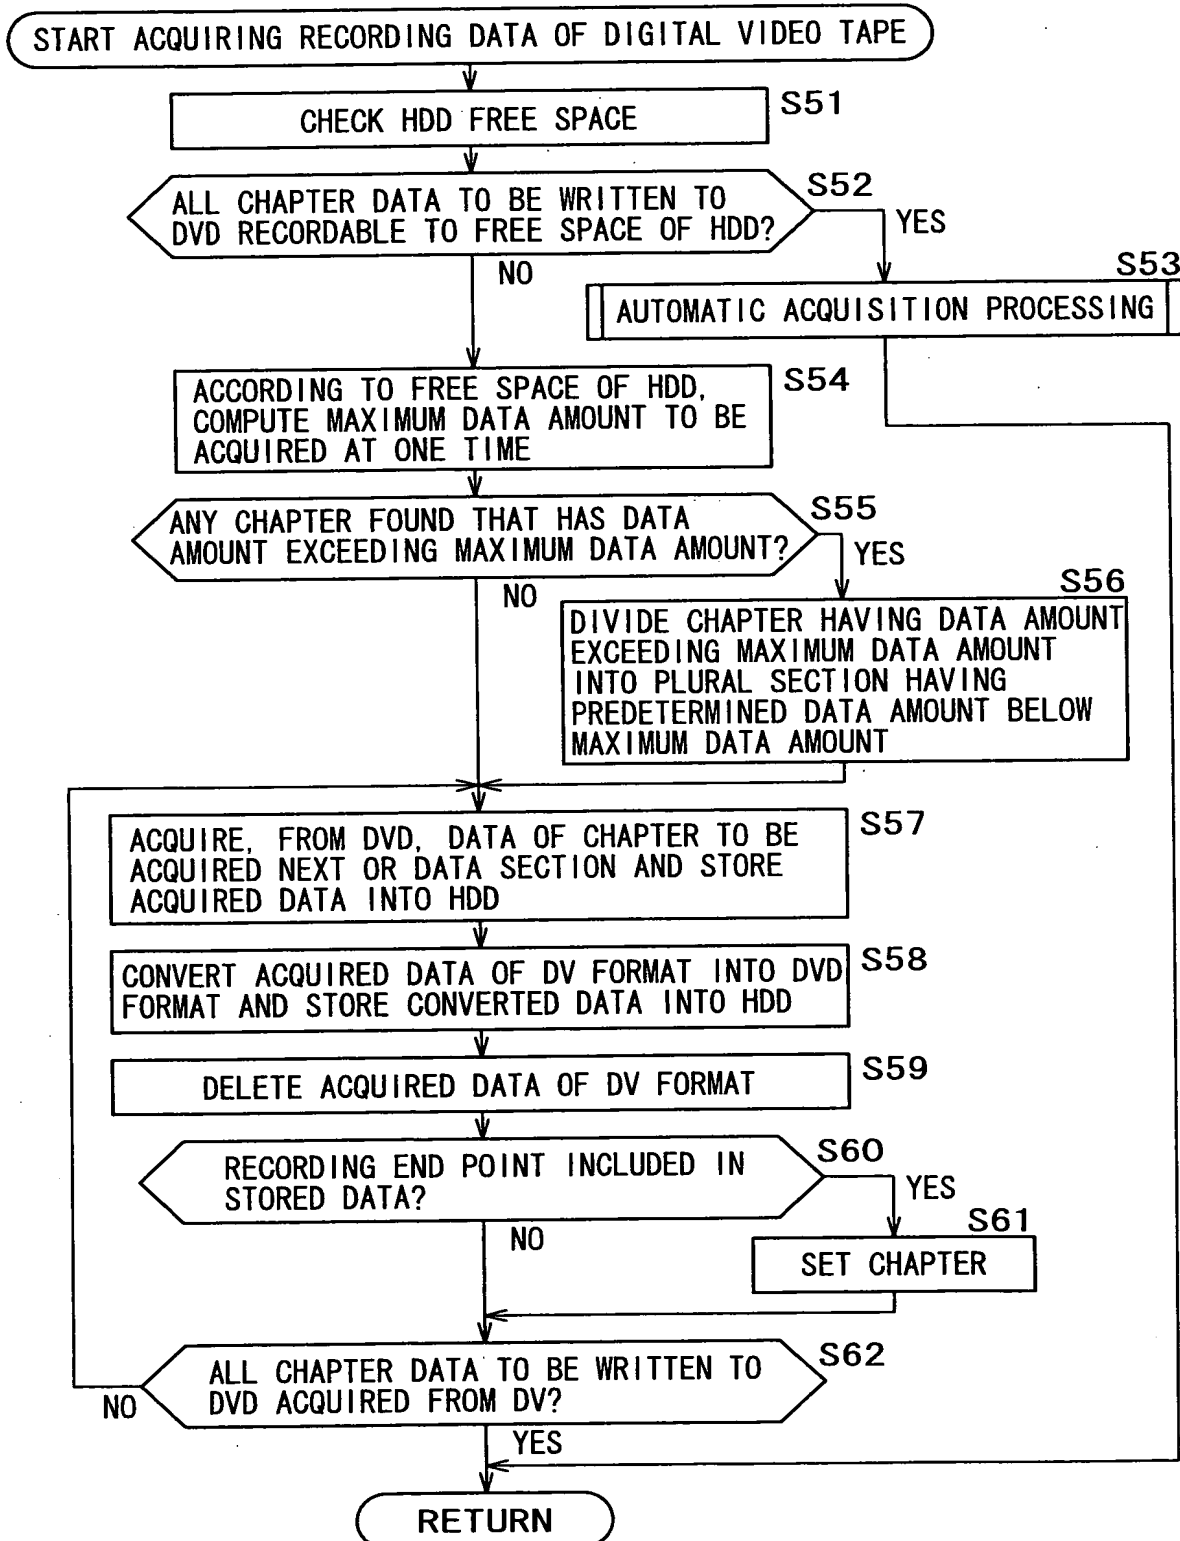 START ACQUIRING RECORDING DATA OF DIGITAL VIDEO TAPE
S51
CHECK HDD FREE SPACE
S52
ALL CHAPTER DATA TO BE WRITTEN TO
DVD RECORDABLE TO FREE SPACE OF HDD?
YES
NO
S53
AUTOMATIC ACQUISITION PROCESSING
S54
ACCORDING TO FREE SPACE OF HDD,
COMPUTE MAXIMUM DATA AMOUNT TO BE
ACQUIRED AT ONE TIME
S55
ANY CHAPTER FOUND THAT HAS DATA
AMOUNT EXCEEDING MAXIMUM DATA AMOUNT?
YES
NO
S56
DIVIDE CHAPTER HAVING DATA AMOUNT
EXCEEDING MAXIMUM DATA AMOUNT
INTO PLURAL SECTION HAVING
PREDETERMINED DATA AMOUNT BELOW
MAXIMUM DATA AMOUNT
S57
ACQUIRE, FROM DVD, DATA OF CHAPTER TO BE
ACQUIRED NEXT OR DATA SECTION AND STORE
ACQUIRED DATA INTO HDD
S58
CONVERT ACQUIRED DATA OF DV FORMAT INTO DVD
FORMAT AND STORE CONVERTED DATA INTO HDD
S59
DELETE ACQUIRED DATA OF DV FORMAT
S60
RECORDING END POINT INCLUDED IN
STORED DATA?
YES
NO
S61
SET CHAPTER
S62
ALL CHAPTER DATA TO BE WRITTEN TO
DVD ACQUIRED FROM DV?
NO
YES
RETURN